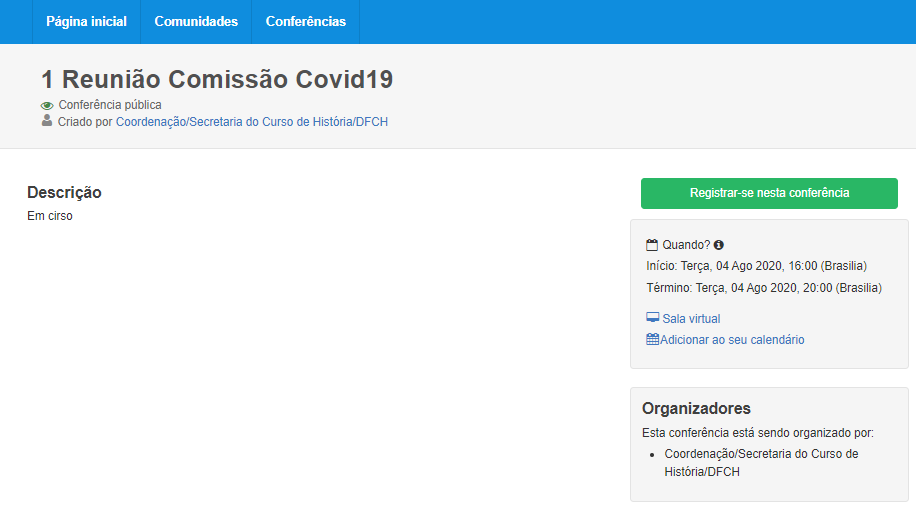 Página inicial Comunidades Conferências
1 Reunião Comissão Covid19
Conferência pública
Criado por Coordenação/Secretaria do Curso de História/DFCH
Descrição
Em cirso
Registrar-se nesta conferência
Quando?
Início: Terça, 04 Ago 2020, 16:00 (Brasilia)
Término: Terça, 04 Ago 2020, 20:00 (Brasilia)
Sala virtual
Adicionar ao seu calendário
Organizadores
Esta conferência está sendo organizado por:
Coordenação/Secretaria do Curso de
História/DFCH